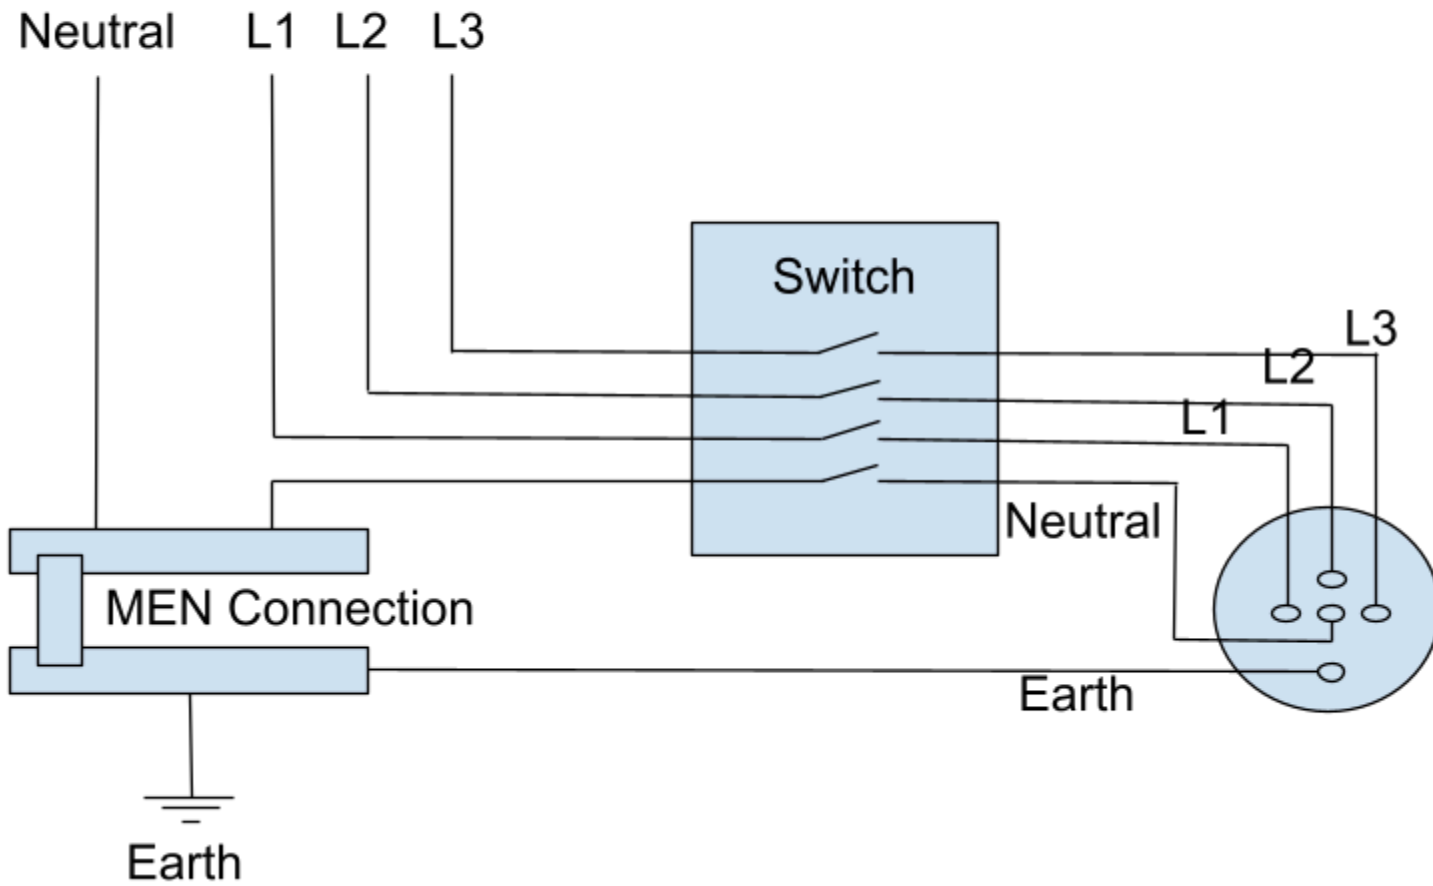 Neutral L1 L2 L3
Switch
L3
L2
L1
Neutral
MEN Connection
Earth
Earth